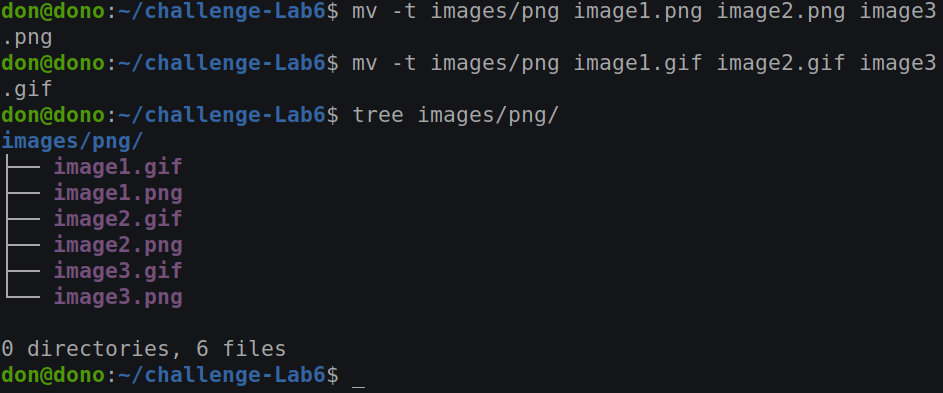 don@dono:~/challenge-Lab6$ mv -t images/png image1.png image2.png image3
.png
don@dono:~/challenge-Lab6$ mv -t images/png image1.gif image2.gif image3
.gif
don@dono:~/challenge-Lab6$ tree images/png/
images/png/
├── image1.gif
├── image1.png
├── image2.gif
├── image2.png
├── image3.gif
└── image3.png
0 directories, 6 files
don@dono:~/challenge-Lab6$ _